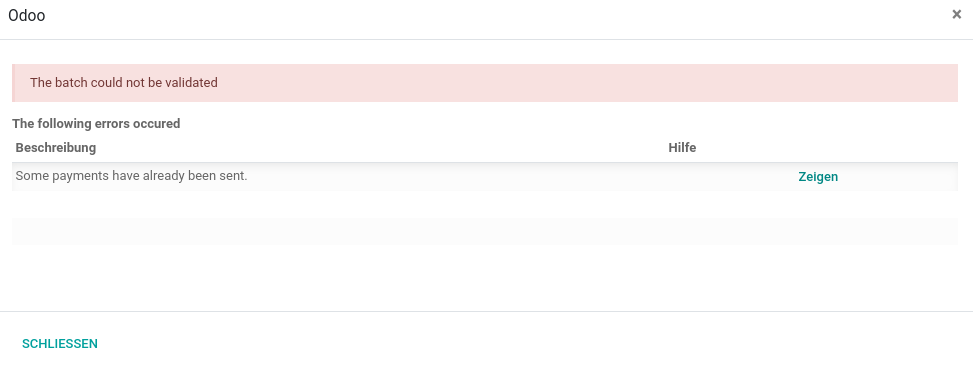 Odoo
×
The batch could not be validated
The following errors occured
Beschreibung Hilfe
Some payments have already been sent. Zeigen
SCHLIESSEN